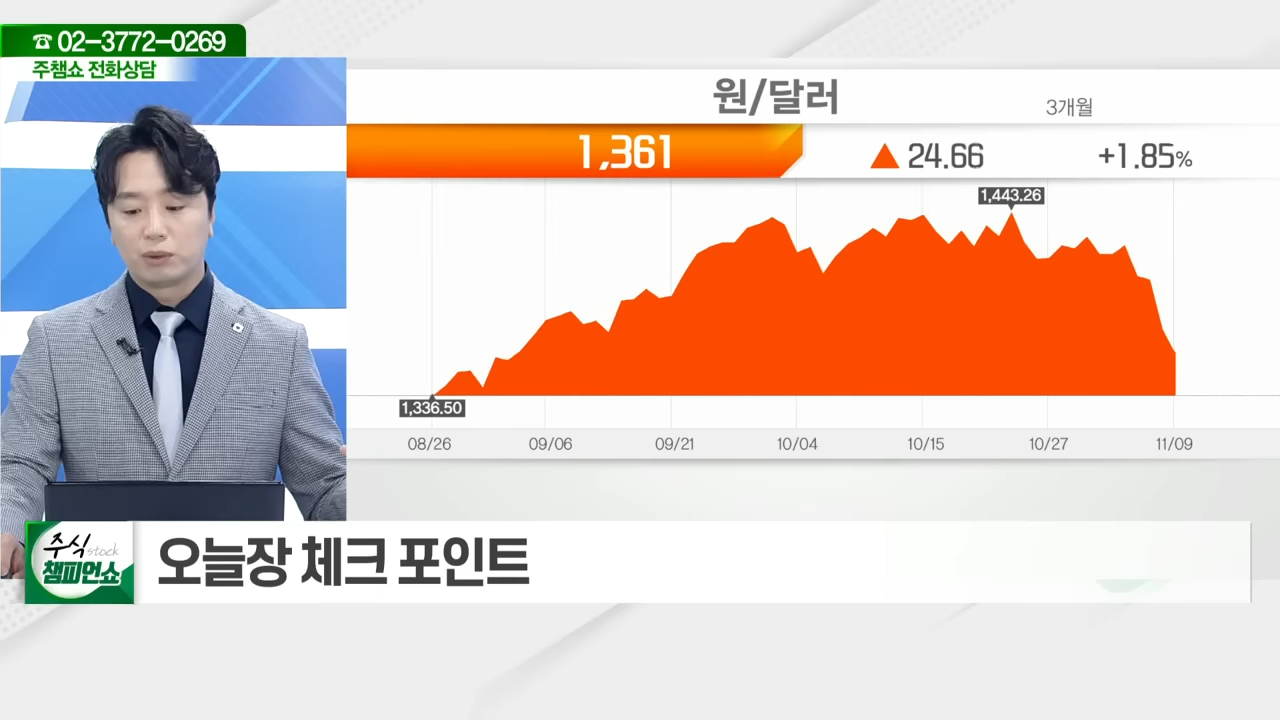 ☎ 02-3772-0269
주챔쇼 전화상담
원/달러
3개월
1,361
▲ 24.66
+1.85%
1,443.26
1,336.50
08/26
09/06
09/21
10/04
10/15
10/27
11/09
주식 stock
챔피언쇼
오늘장 체크 포인트